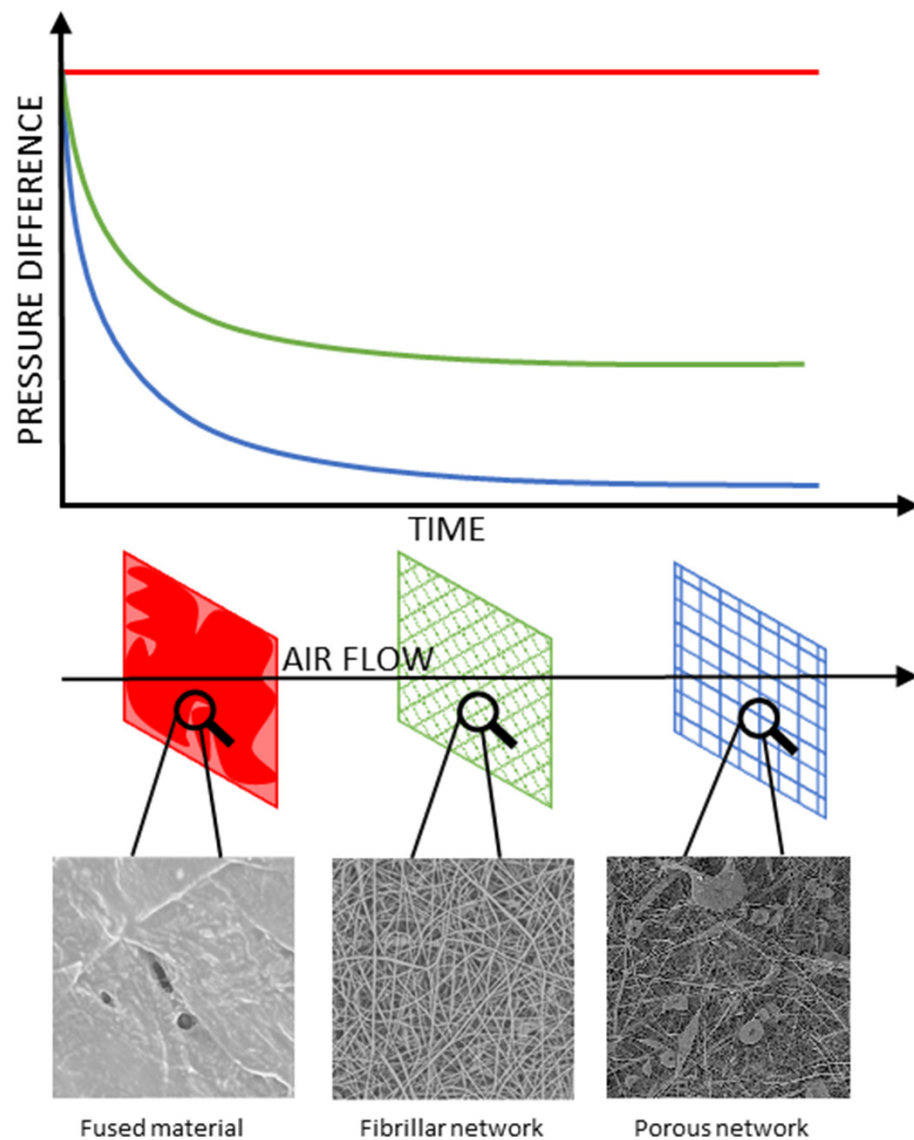 PRESSURE DIFFERENCE
TIME
AIR FLOW
Fused material
Fibrillar network
Porous network